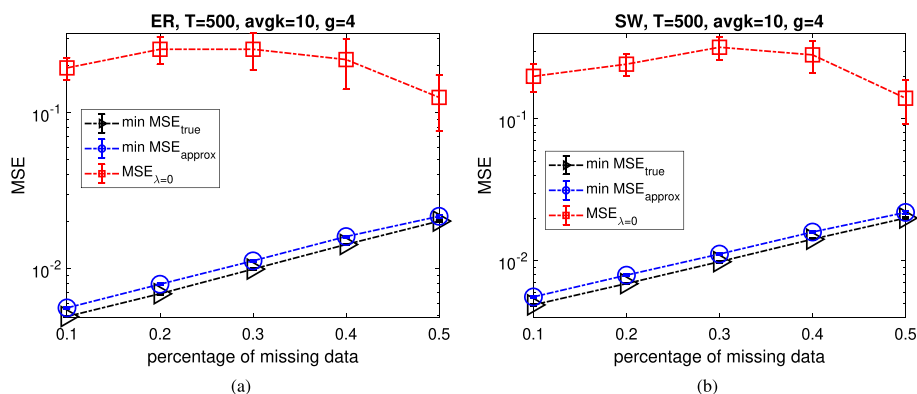 ER, T=500, avgk=10, g=4
MSE
10⁻¹
10⁻²
min MSE_true
min MSE_approx
MSE_λ=0
0.1 0.2 0.3 0.4 0.5
percentage of missing data
(a)
SW, T=500, avgk=10, g=4
MSE
10⁻¹
10⁻²
min MSE_true
min MSE_approx
MSE_λ=0
0.1 0.2 0.3 0.4 0.5
percentage of missing data
(b)